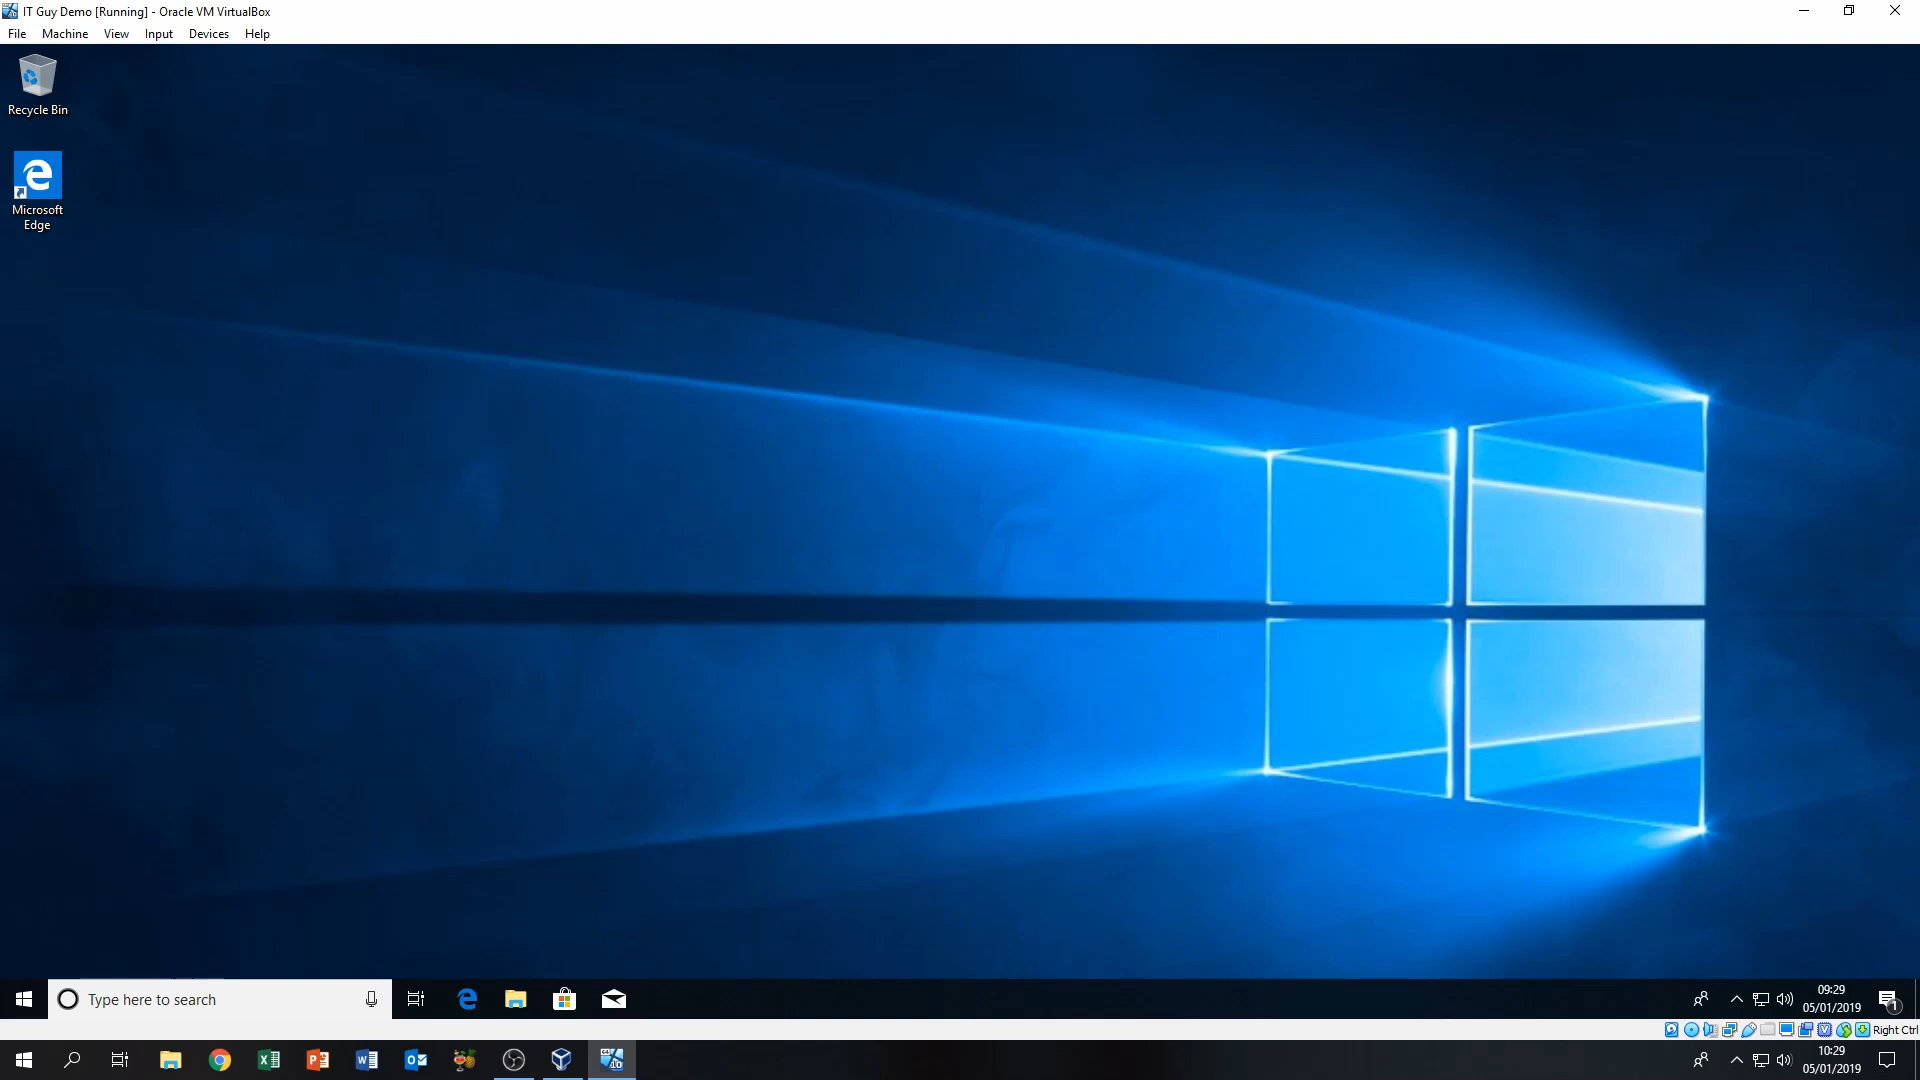 IT Guy Demo [Running] - Oracle VM VirtualBox
File Machine View Input Devices Help
Recycle Bin
Microsoft
Edge
Type here to search
09:29
05/01/2019
1
Right Ctrl
10:29
05/01/2019